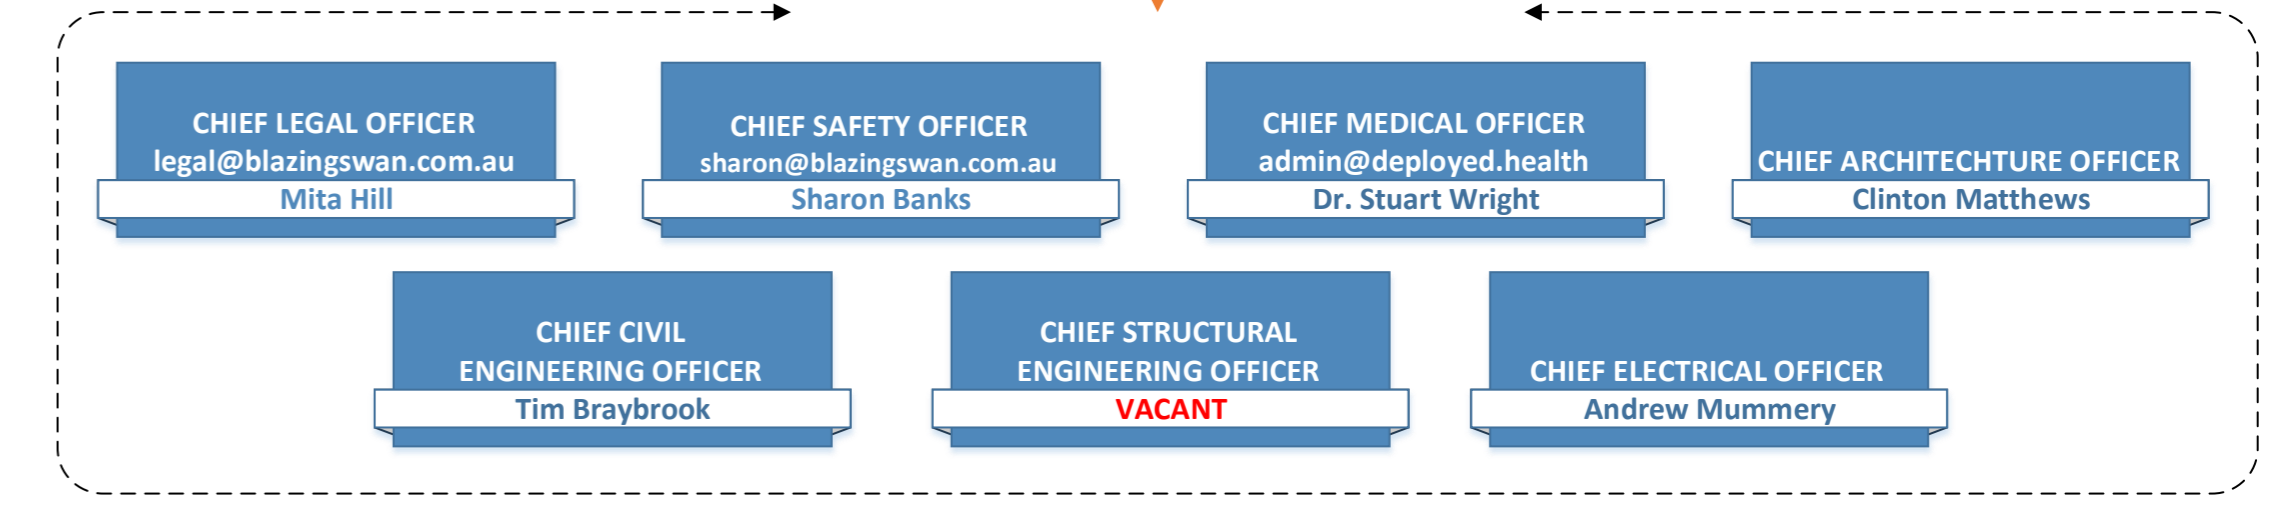 CHIEF LEGAL OFFICER
legal@blazingswan.com.au
Mita Hill
CHIEF SAFETY OFFICER
sharon@blazingswan.com.au
Sharon Banks
CHIEF MEDICAL OFFICER
admin@deployed.health
Dr. Stuart Wright
CHIEF ARCHITECHTURE OFFICER
Clinton Matthews
CHIEF CIVIL
ENGINEERING OFFICER
Tim Braybrook
CHIEF STRUCTURAL
ENGINEERING OFFICER
VACANT
CHIEF ELECTRICAL OFFICER
Andrew Mummery